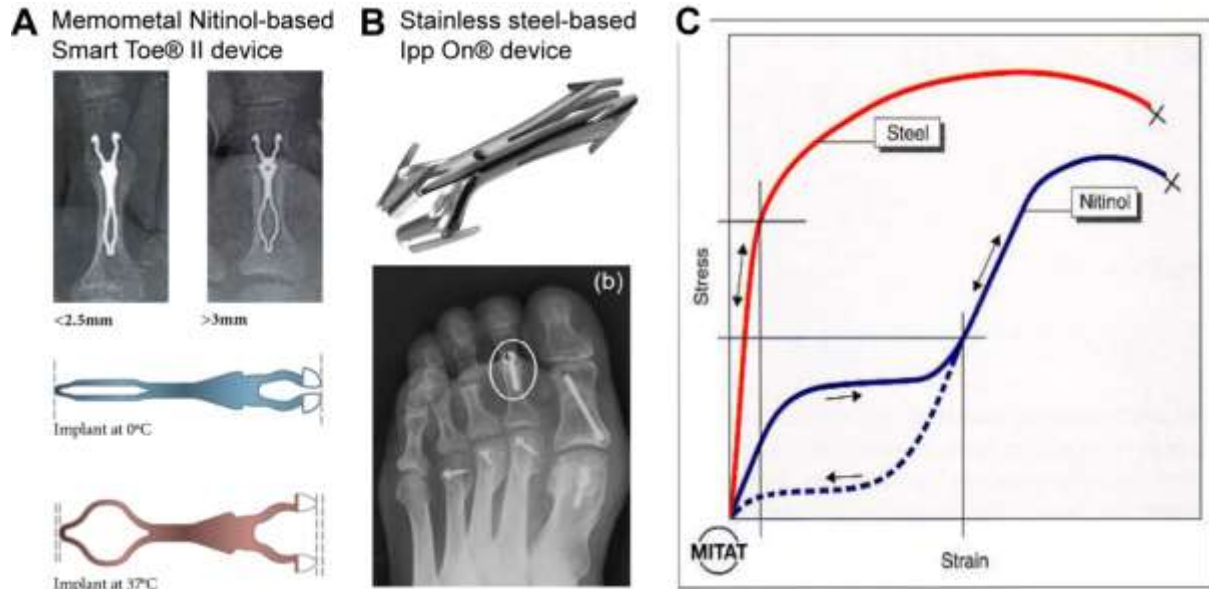 A Memometal Nitinol-based
Smart Toe® II device
<2.5mm
>3mm
Implant at 0°C
Implant at 37°C
B Stainless steel-based
Ipp On® device
(b)
C
Steel
Nitinol
Stress
MITAT
Strain